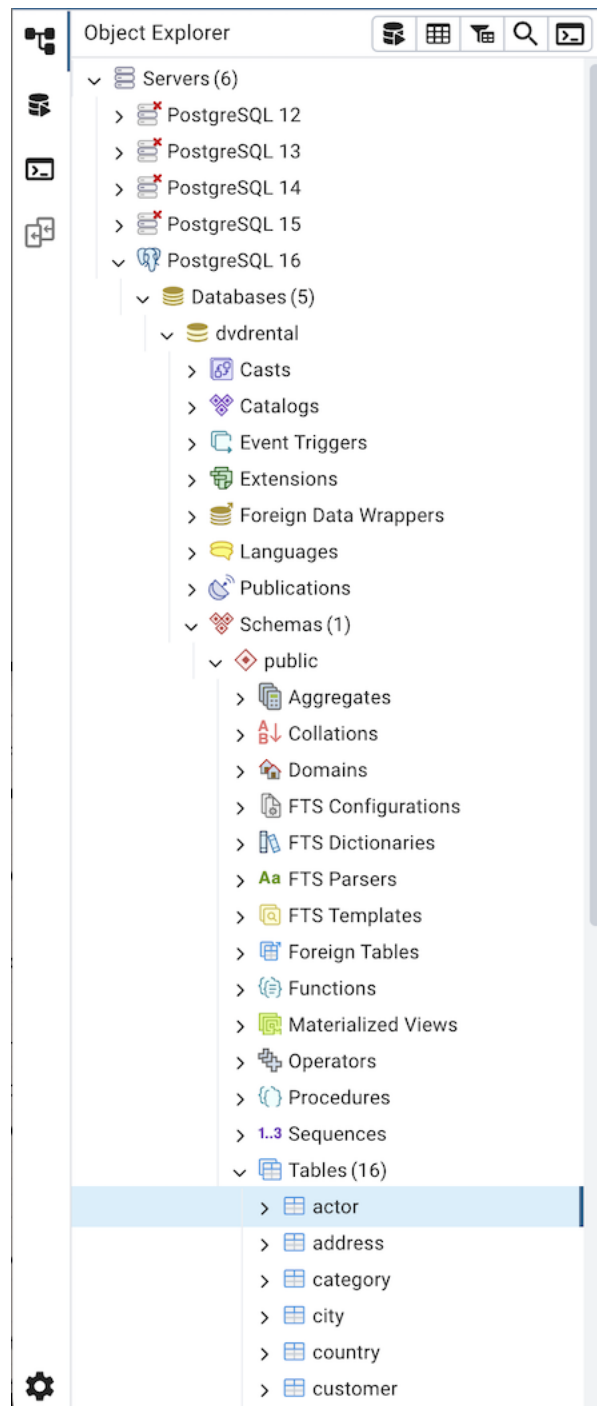 Object Explorer
Servers (6)
PostgreSQL 12
PostgreSQL 13
PostgreSQL 14
PostgreSQL 15
PostgreSQL 16
Databases (5)
dvdrental
Casts
Catalogs
Event Triggers
Extensions
Foreign Data Wrappers
Languages
Publications
Schemas (1)
public
Aggregates
Collations
Domains
FTS Configurations
FTS Dictionaries
Aa FTS Parsers
FTS Templates
Foreign Tables
Functions
Materialized Views
Operators
Procedures
1..3 Sequences
Tables (16)
actor
address
category
city
country
customer